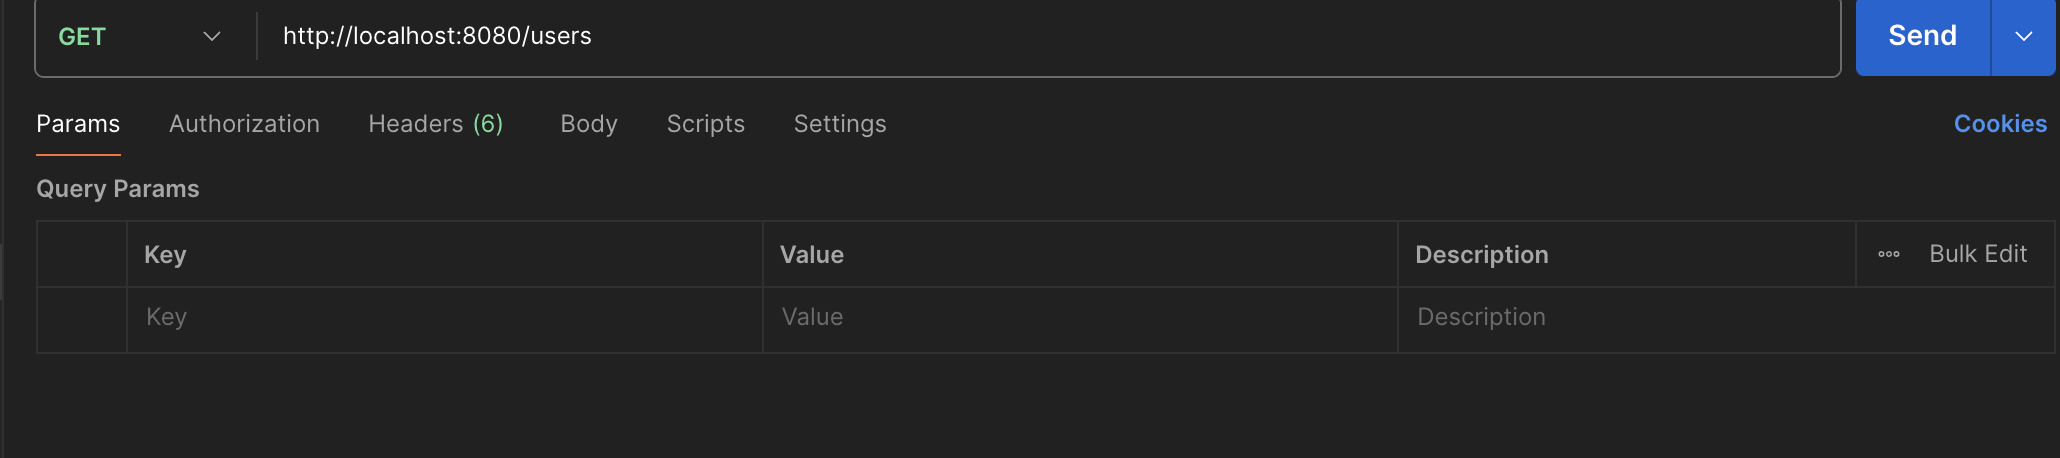 GET http://localhost:8080/users Send
Params Authorization Headers (6) Body Scripts Settings Cookies
Query Params
Key Value Description Bulk Edit
Key Value Description